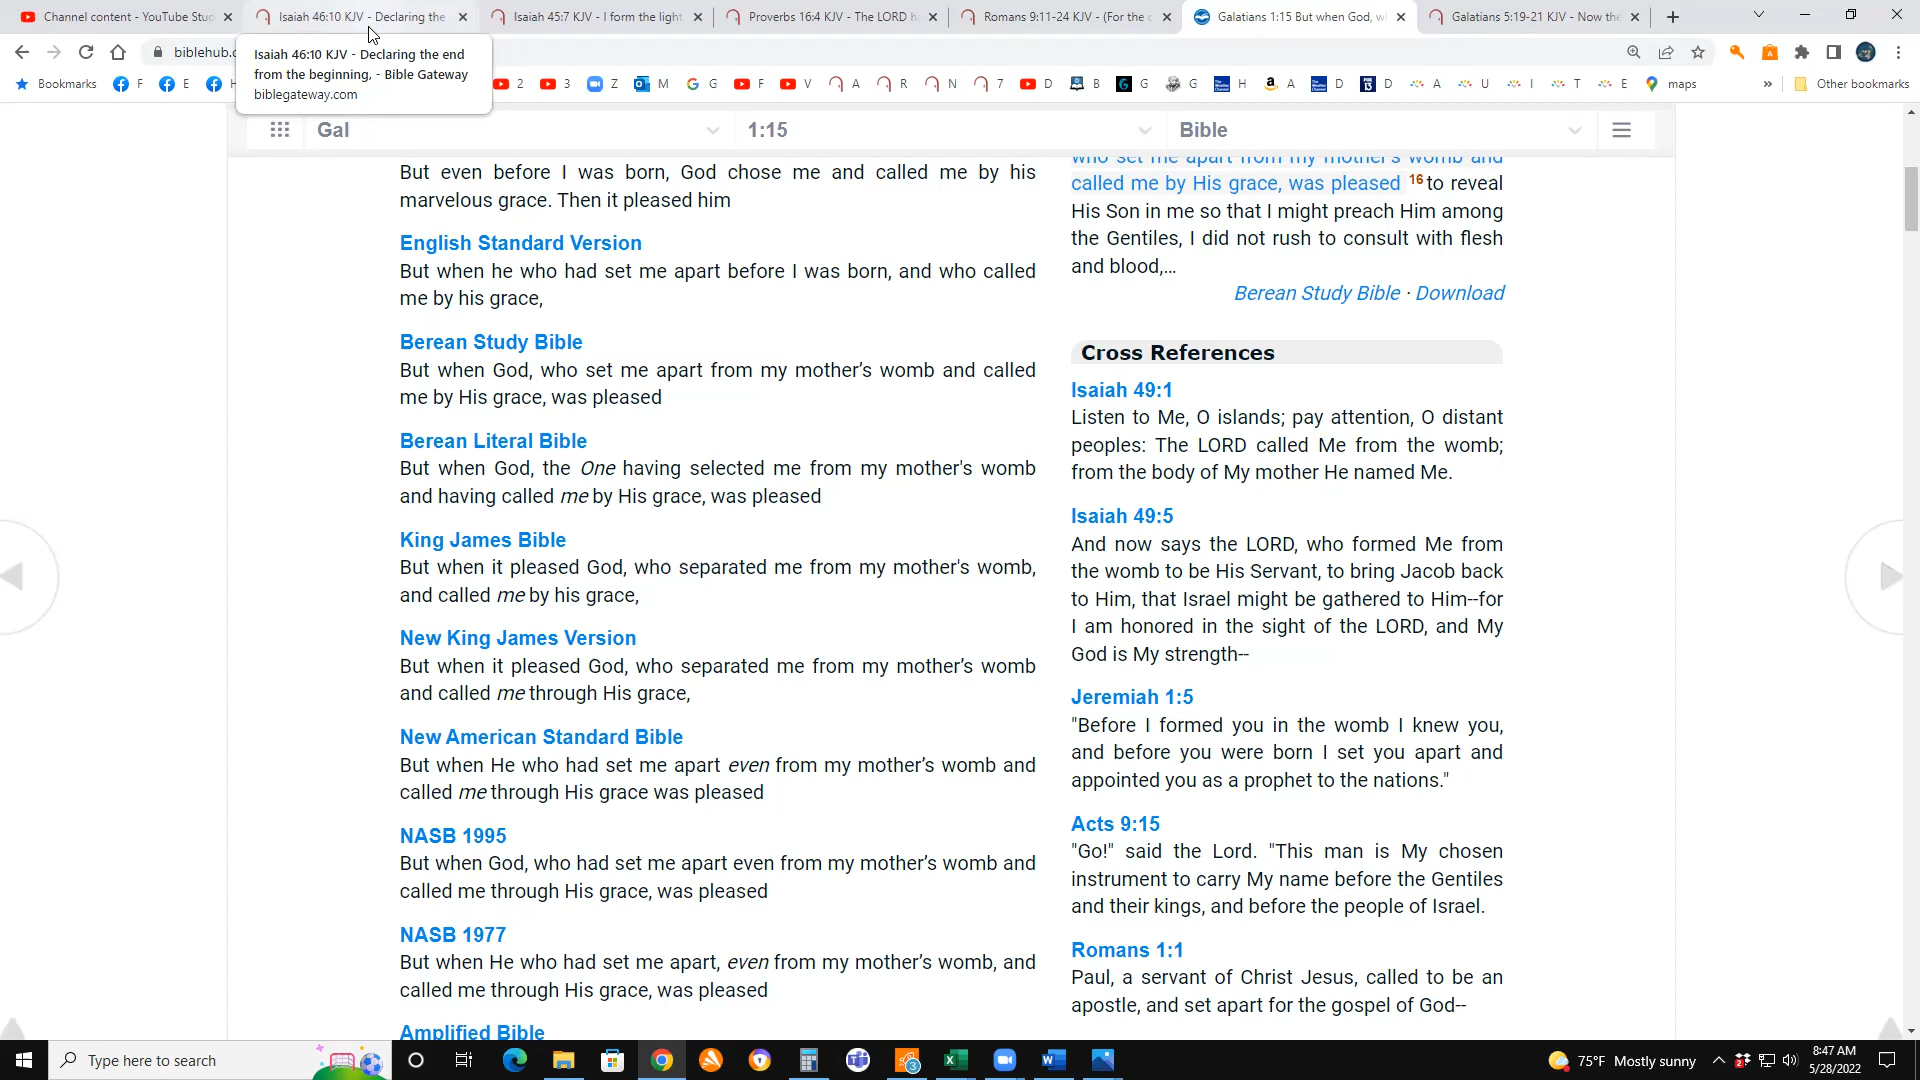 Channel content - YouTube Stu
Isaiah 46:10 KJV - Declaring the
Isaiah 45:7 KJV - I form the light,
Proverbs 16:4 KJV - The LORD h
Romans 9:11-24 KJV - (For the c
Galatians 1:15 But when God, w
Galatians 5:19-21 KJV - Now the
biblehub.c
Isaiah 46:10 KJV - Declaring the end
from the beginning, - Bible Gateway
biblegateway.com
Bookmarks F E 2 3 Z M G F V A R N 7 D B G G H A D D A U I T E maps » Other bookmarks
Gal 1:15 Bible
But even before I was born, God chose me and called me by his
marvelous grace. Then it pleased him
English Standard Version
But when he who had set me apart before I was born, and who called
me by his grace,
Berean Study Bible
But when God, who set me apart from my mother’s womb and called
me by His grace, was pleased
Berean Literal Bible
But when God, the One having selected me from my mother's womb
and having called me by His grace, was pleased
King James Bible
But when it pleased God, who separated me from my mother's womb,
and called me by his grace,
New King James Version
But when it pleased God, who separated me from my mother’s womb
and called me through His grace,
New American Standard Bible
But when He who had set me apart even from my mother’s womb and
called me through His grace was pleased
NASB 1995
But when God, who had set me apart even from my mother’s womb and
called me through His grace, was pleased
NASB 1977
But when He who had set me apart, even from my mother’s womb, and
called me through His grace, was pleased
Amplified Bible
who set me apart from my mother’s womb and
called me by His grace, was pleased 16 to reveal
His Son in me so that I might preach Him among
the Gentiles, I did not rush to consult with flesh
and blood,…
Berean Study Bible · Download
Cross References
Isaiah 49:1
Listen to Me, O islands; pay attention, O distant
peoples: The LORD called Me from the womb;
from the body of My mother He named Me.
Isaiah 49:5
And now says the LORD, who formed Me from
the womb to be His Servant, to bring Jacob back
to Him, that Israel might be gathered to Him--for
I am honored in the sight of the LORD, and My
God is My strength--
Jeremiah 1:5
"Before I formed you in the womb I knew you,
and before you were born I set you apart and
appointed you as a prophet to the nations."
Acts 9:15
"Go!" said the Lord. "This man is My chosen
instrument to carry My name before the Gentiles
and their kings, and before the people of Israel.
Romans 1:1
Paul, a servant of Christ Jesus, called to be an
apostle, and set apart for the gospel of God--
Type here to search
3
75°F Mostly sunny
8:47 AM
5/28/2022